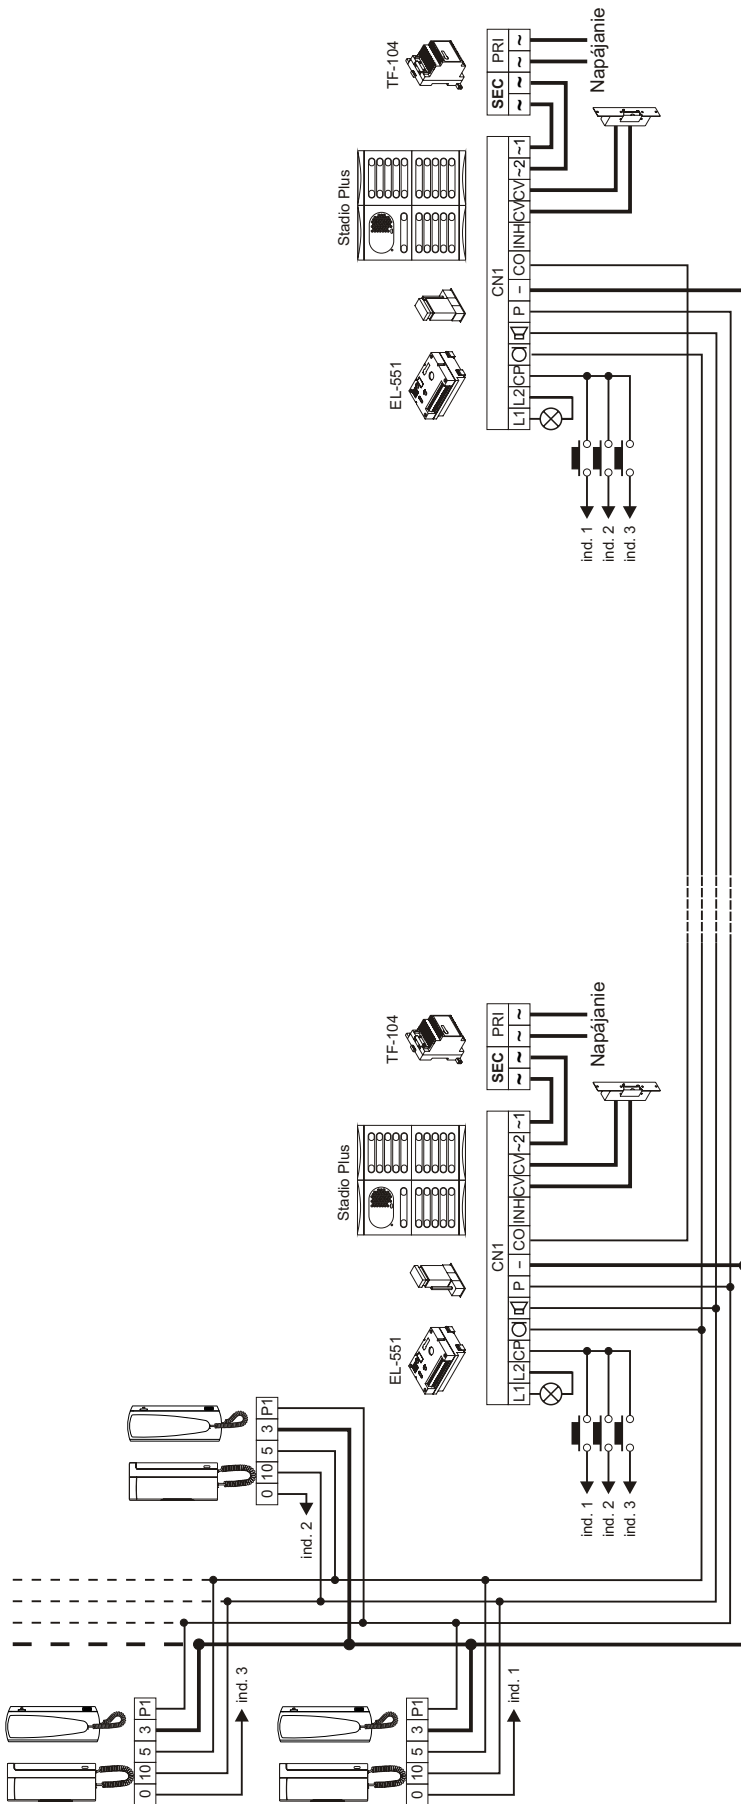 TF-104
PRI ~ ~
SEC ~ ~
Napájanie
Stadio Plus
EL-551
CN1
L1 L2 CP P – CO INH CV CV ~2 ~1
ind. 1
ind. 2
ind. 3
TF-104
PRI ~ ~
SEC ~ ~
Napájanie
Stadio Plus
EL-551
CN1
L1 L2 CP P – CO INH CV CV ~2 ~1
ind. 1
ind. 2
ind. 3
0 10 5 3 P1
ind. 2
0 10 5 3 P1
ind. 3
0 10 5 3 P1
ind. 1